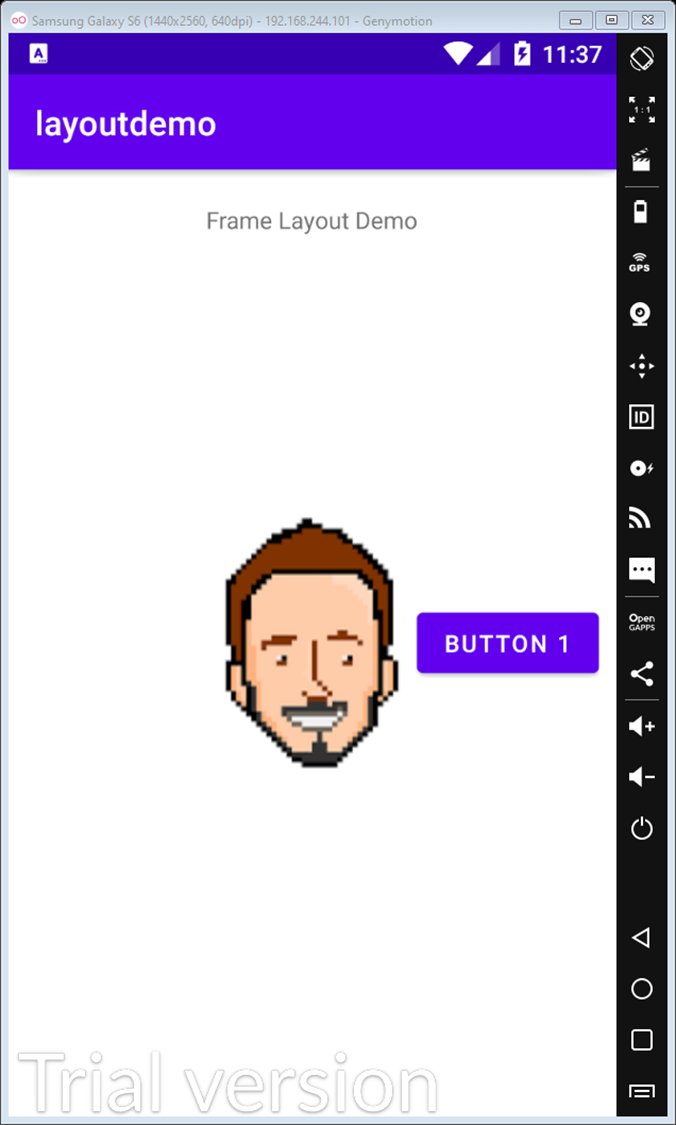 Samsung Galaxy S6 (1440x2560, 640dpi) - 192.168.244.101 - Genymotion
A
11:37
layoutdemo
1:1
Frame Layout Demo
GPS
ID
Open
GAPPS
BUTTON 1
Trial version